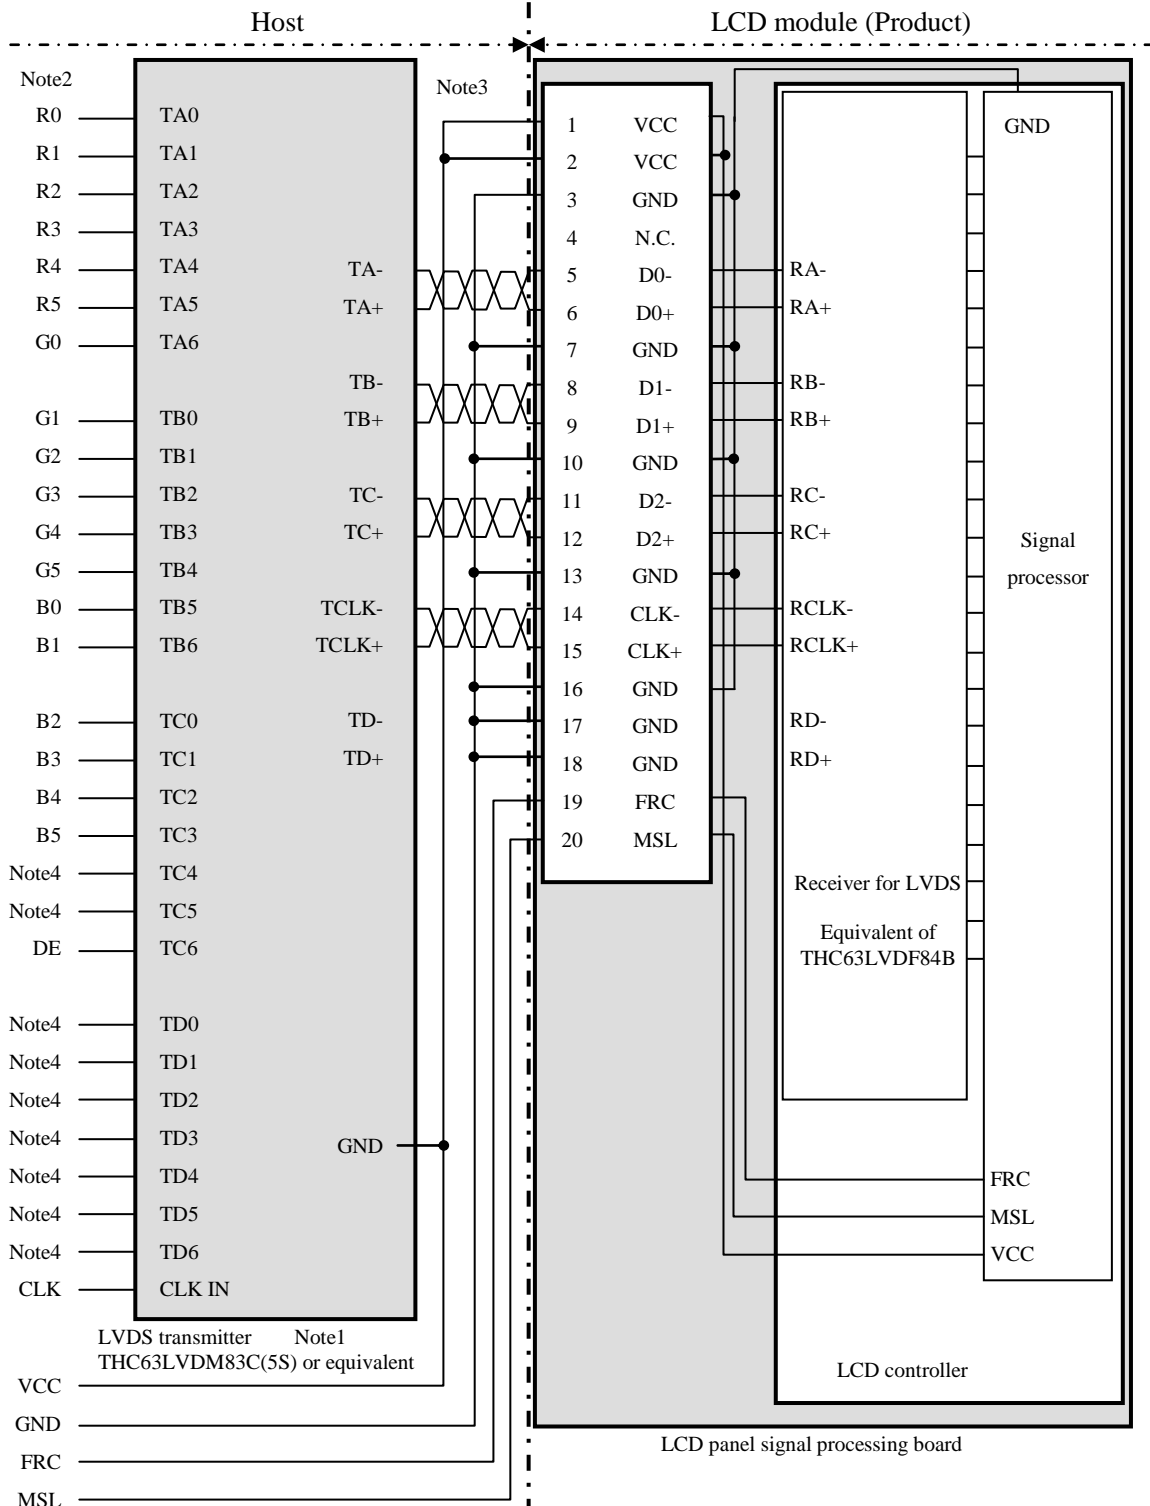 Host
LCD module (Product)
Note2
Note3
R0 TA0
R1 TA1
R2 TA2
R3 TA3
R4 TA4 TA-
R5 TA5 TA+
G0 TA6
TB-
G1 TB0 TB+
G2 TB1
G3 TB2 TC-
G4 TB3 TC+
G5 TB4
B0 TB5 TCLK-
B1 TB6 TCLK+
B2 TC0 TD-
B3 TC1 TD+
B4 TC2
B5 TC3
Note4 TC4
Note4 TC5
DE TC6
Note4 TD0
Note4 TD1
Note4 TD2
Note4 TD3 GND
Note4 TD4
Note4 TD5
Note4 TD6
CLK CLK IN
LVDS transmitter Note1
THC63LVDM83C(5S) or equivalent
VCC
GND
FRC
MSL
1 VCC
2 VCC
3 GND
4 N.C.
5 D0-
6 D0+
7 GND
8 D1-
9 D1+
10 GND
11 D2-
12 D2+
13 GND
14 CLK-
15 CLK+
16 GND
17 GND
18 GND
19 FRC
20 MSL
RA-
RA+
RB-
RB+
RC-
RC+
RCLK-
RCLK+
RD-
RD+
Receiver for LVDS
Equivalent of
THC63LVDF84B
GND
Signal
processor
FRC
MSL
VCC
LCD controller
LCD panel signal processing board